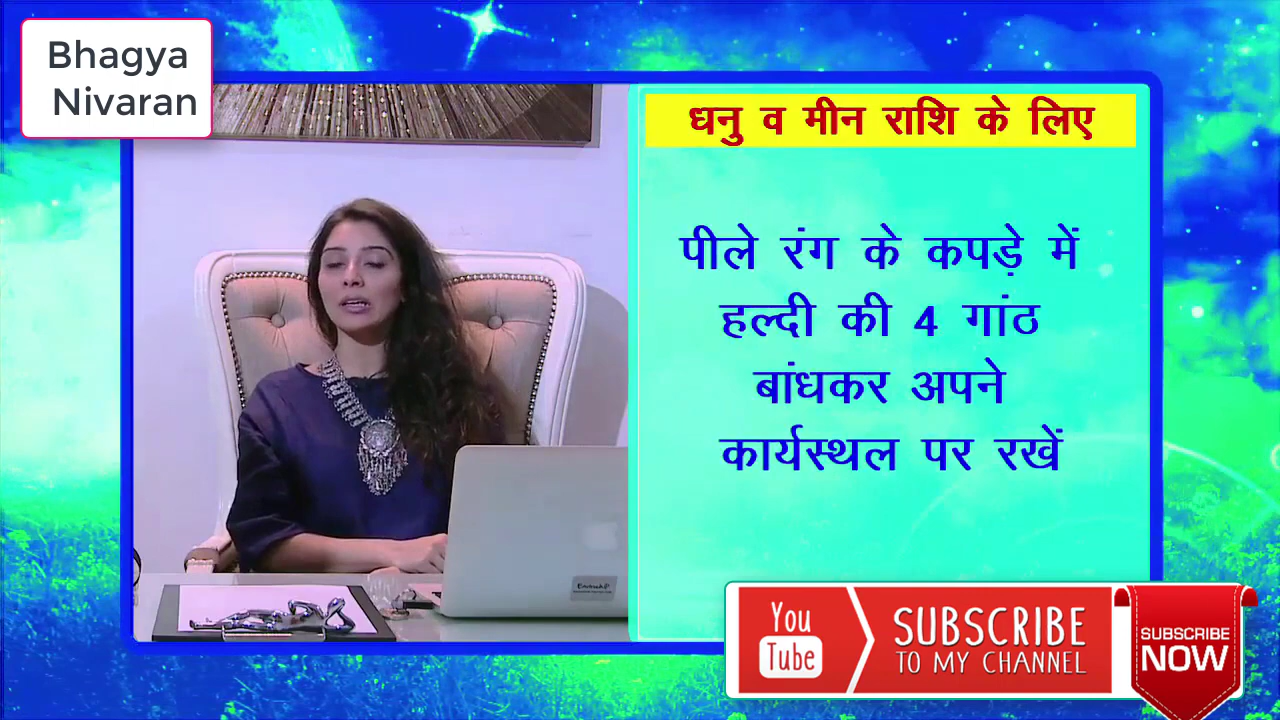 Bhagya
Nivaran
धनु व मीन राशि के लिए
पीले रंग के कपड़े में
हल्दी की 4 गांठ
बांधकर अपने
कार्यस्थल पर रखें
You
Tube
SUBSCRIBE
TO MY CHANNEL
SUBSCRIBE
NOW